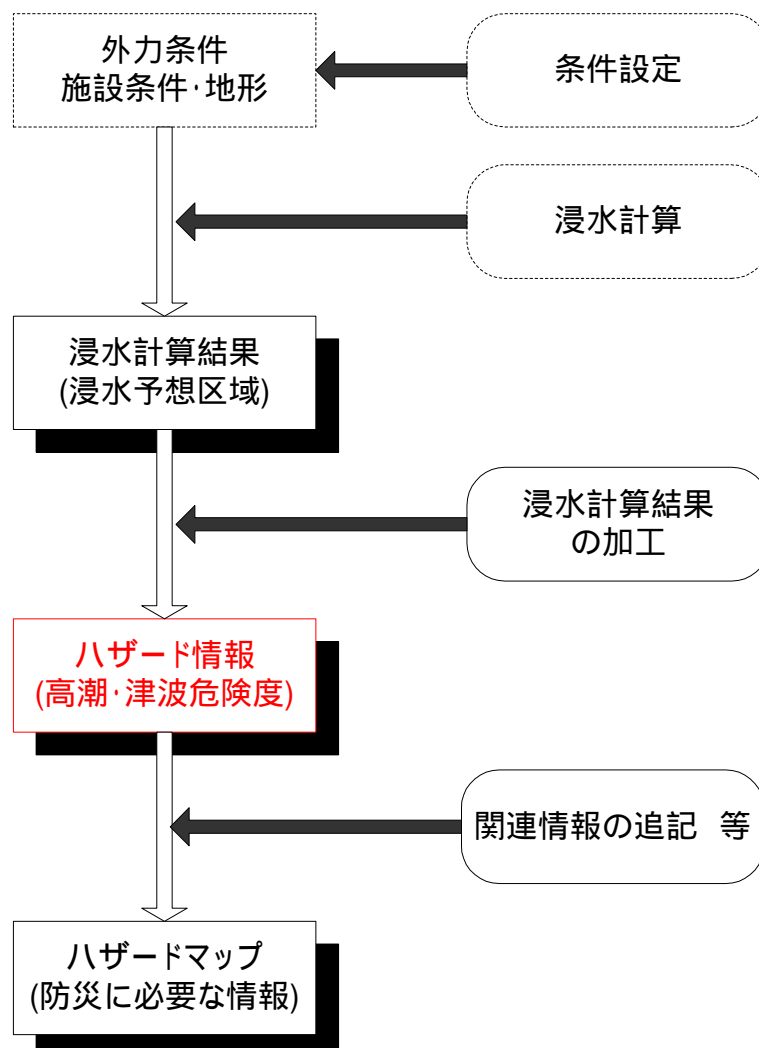 外力条件
施設条件・地形
条件設定
浸水計算
浸水計算結果
(浸水予想区域)
浸水計算結果
の加工
ハザード情報
(高潮・津波危険度)
関連情報の追記　等
ハザードマップ
(防災に必要な情報)